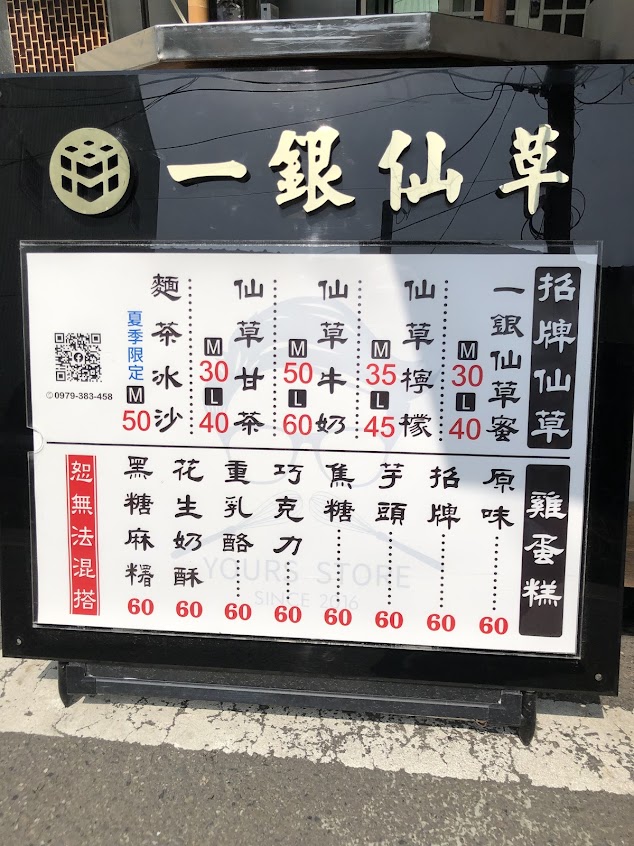 一銀仙草
招牌仙草
一銀仙草蜜
M
30
L
40
仙草檸檬
M
35
L
45
仙草牛奶
M
50
L
60
仙草甘茶
M
30
L
40
麵茶冰沙
夏季限定
M
50
0979-383-458
雞蛋糕
原味
60
招牌
60
芋頭
60
焦糖
60
巧克力
60
重乳酪
60
花生奶酥
60
黑糖麻糬
60
恕無法混搭
YOURS STORE
SINCE 2016